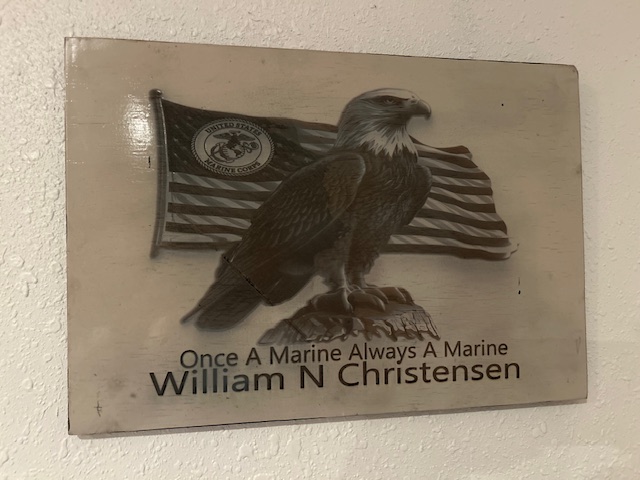 UNITED STATES
MARINE CORPS
Once A Marine Always A Marine
William N Christensen